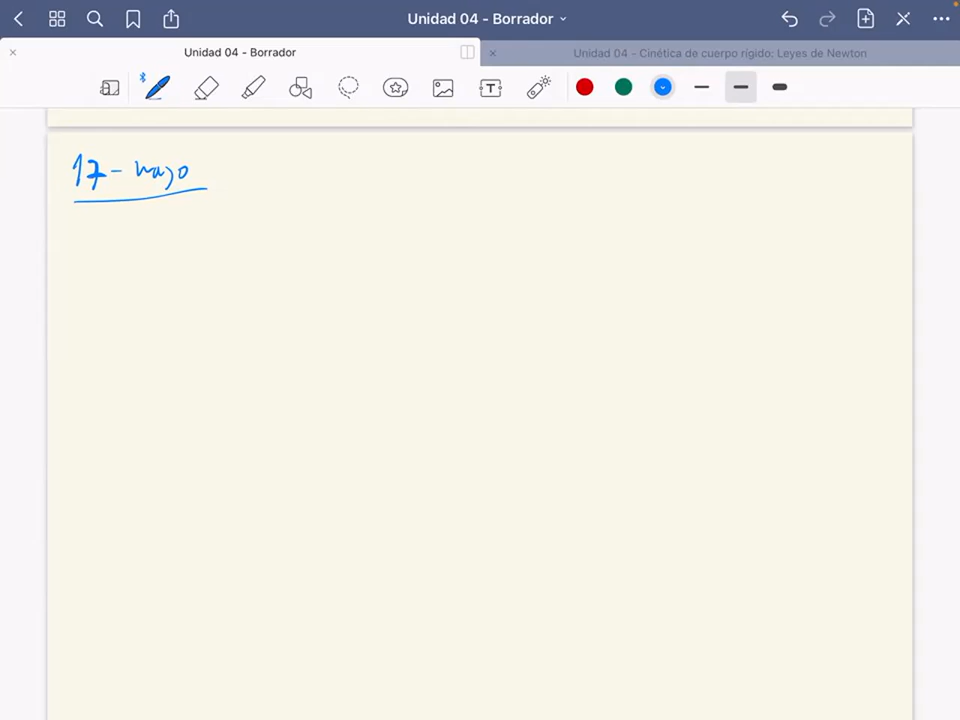 Unidad 04 - Borrador
Unidad 04 - Borrador
Unidad 04 - Cinética de cuerpo rígido: Leyes de Newton
T
17 - mayo